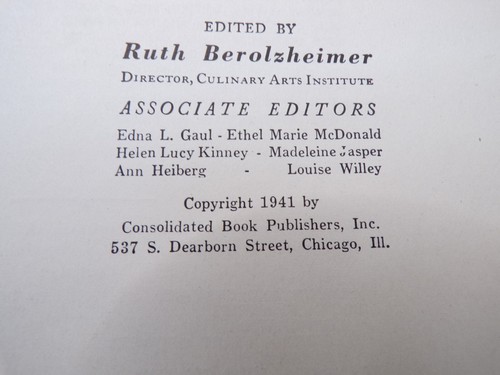 EDITED BY
Ruth Berolzheimer
DIRECTOR, CULINARY ARTS INSTITUTE
ASSOCIATE EDITORS
Edna L. Gaul - Ethel Marie McDonald
Helen Lucy Kinney - Madeleine Jasper
Ann Heiberg - Louise Willey
Copyright 1941 by
Consolidated Book Publishers, Inc.
537 S. Dearborn Street, Chicago, Ill.